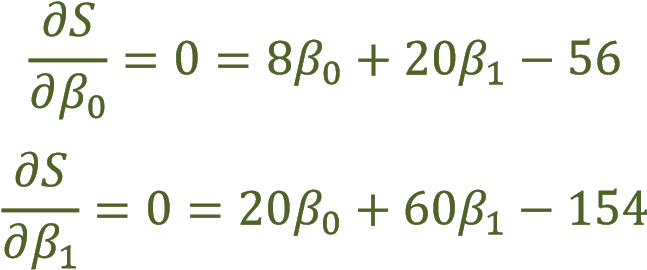 ∂S/∂β₀ = 0 = 8β₀ + 20β₁ − 56
∂S/∂β₁ = 0 = 20β₀ + 60β₁ − 154